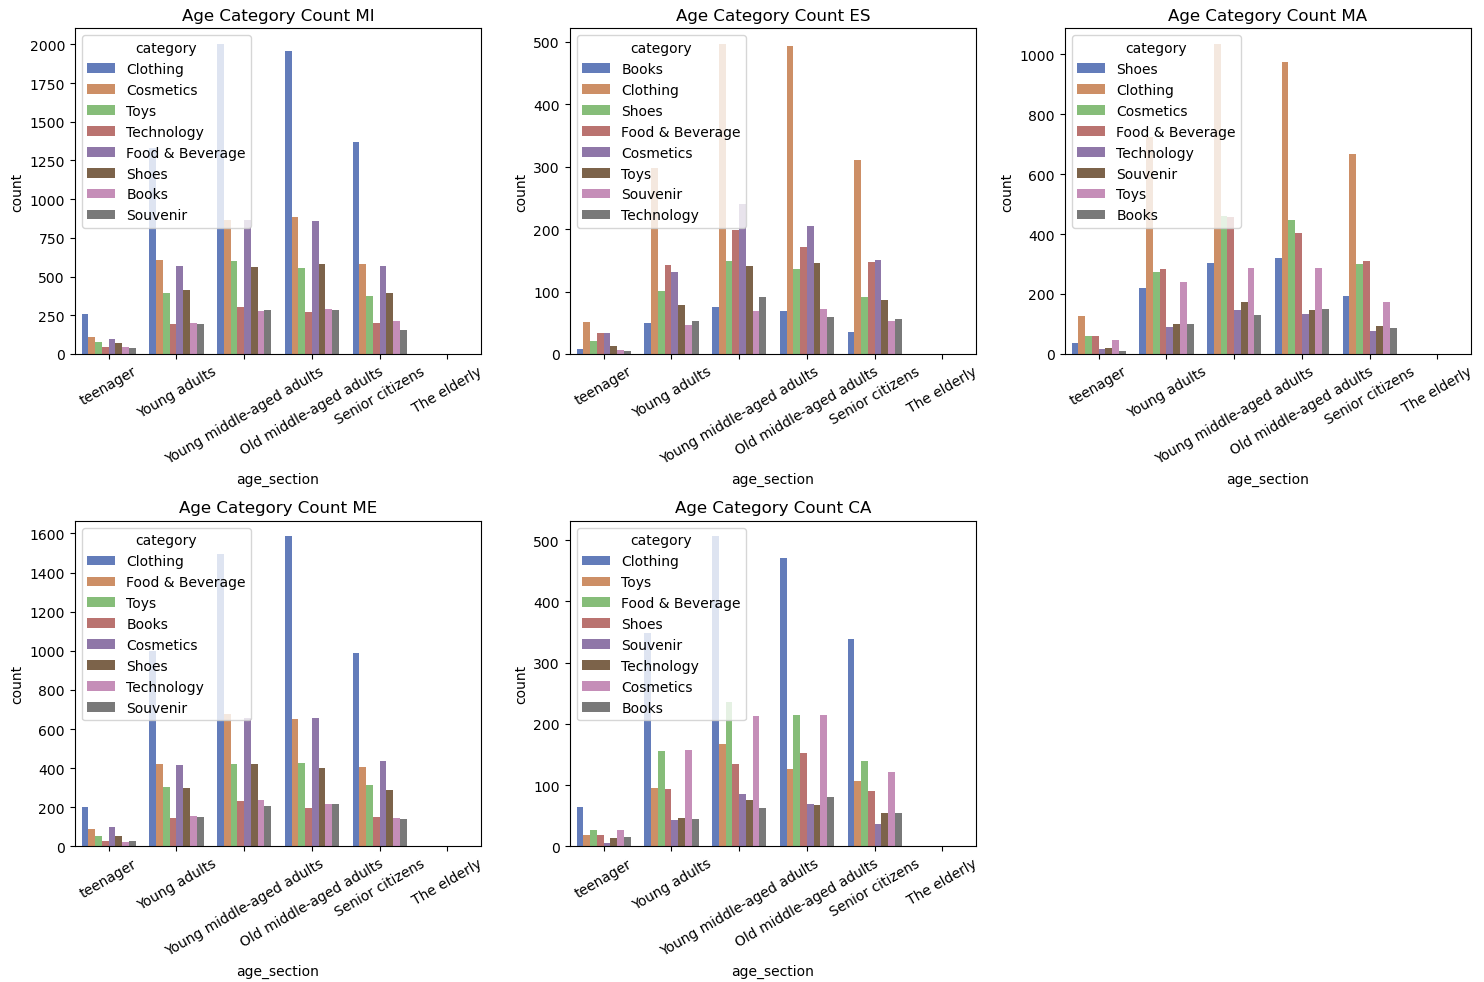 Age Category Count MI
category
Clothing
Cosmetics
Toys
Technology
Food & Beverage
Shoes
Books
Souvenir
2000
1750
1500
1250
1000
750
500
250
0
count
teenager
Young adults
Young middle-aged adults
Old middle-aged adults
Senior citizens
The elderly
age_section
Age Category Count ES
category
Books
Clothing
Shoes
Food & Beverage
Cosmetics
Toys
Souvenir
Technology
500
400
300
200
100
0
count
teenager
Young adults
Young middle-aged adults
Old middle-aged adults
Senior citizens
The elderly
age_section
Age Category Count MA
category
Shoes
Clothing
Cosmetics
Food & Beverage
Technology
Souvenir
Toys
Books
1000
800
600
400
200
0
count
teenager
Young adults
Young middle-aged adults
Old middle-aged adults
Senior citizens
The elderly
age_section
Age Category Count ME
category
Clothing
Food & Beverage
Toys
Books
Cosmetics
Shoes
Technology
Souvenir
1600
1400
1200
1000
800
600
400
200
0
count
teenager
Young adults
Young middle-aged adults
Old middle-aged adults
Senior citizens
The elderly
age_section
Age Category Count CA
category
Clothing
Toys
Food & Beverage
Shoes
Souvenir
Technology
Cosmetics
Books
500
400
300
200
100
0
count
teenager
Young adults
Young middle-aged adults
Old middle-aged adults
Senior citizens
The elderly
age_section